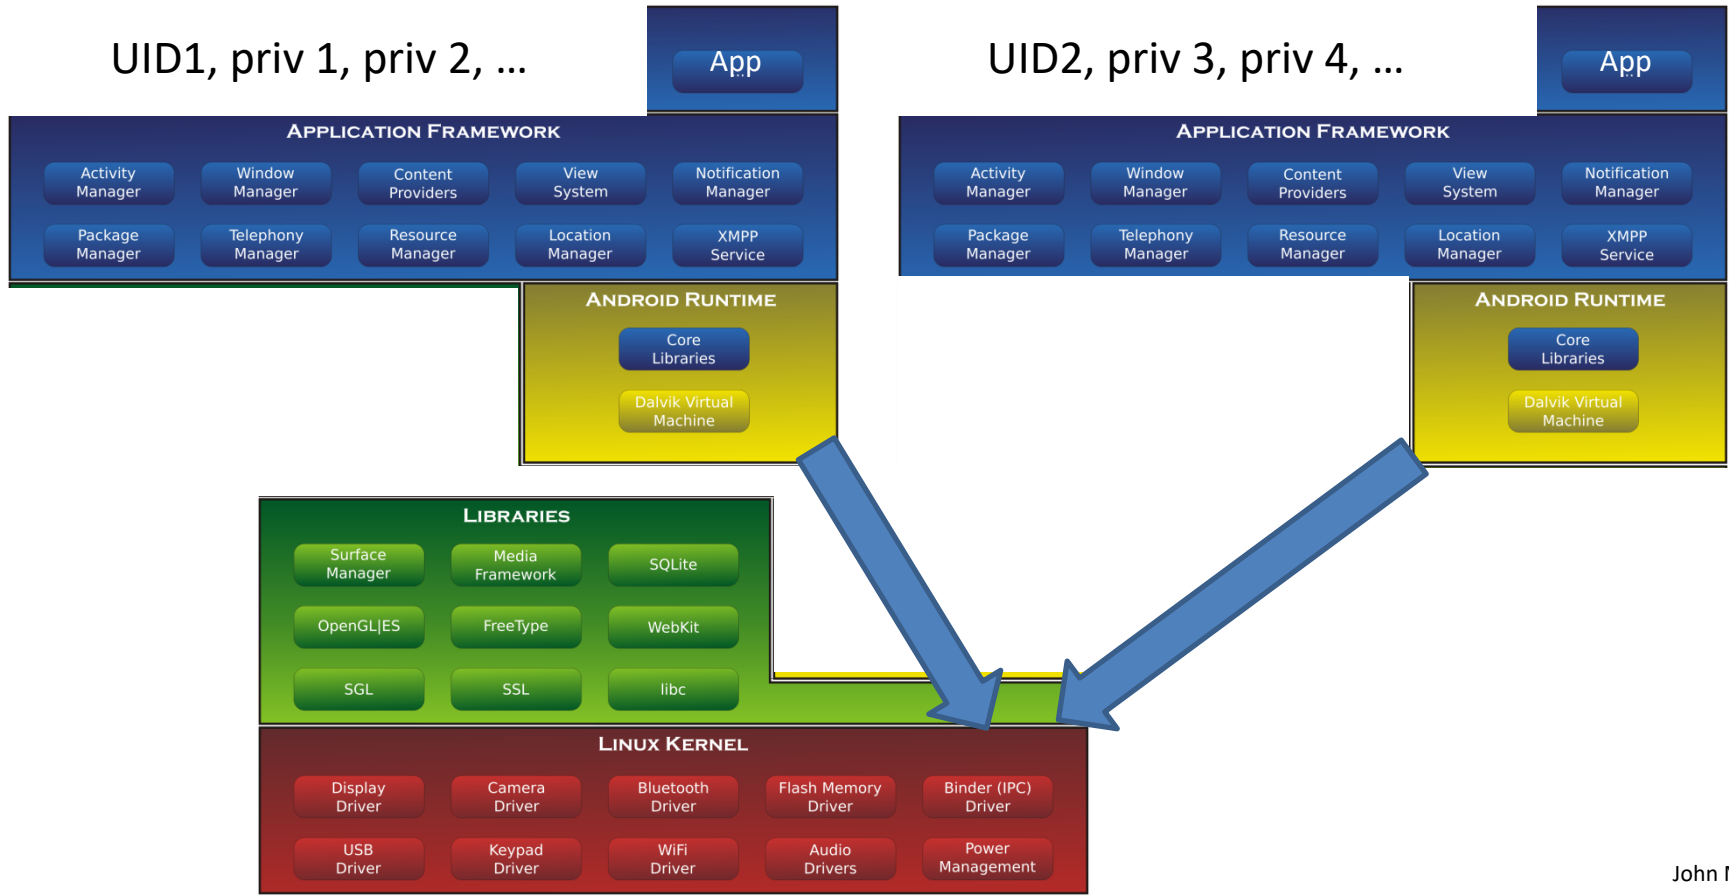 UID1, priv 1, priv 2, …
App
APPLICATION FRAMEWORK
Activity
Manager
Window
Manager
Content
Providers
View
System
Notification
Manager
Package
Manager
Telephony
Manager
Resource
Manager
Location
Manager
XMPP
Service
ANDROID RUNTIME
Core
Libraries
Dalvik Virtual
Machine
UID2, priv 3, priv 4, …
App
APPLICATION FRAMEWORK
Activity
Manager
Window
Manager
Content
Providers
View
System
Notification
Manager
Package
Manager
Telephony
Manager
Resource
Manager
Location
Manager
XMPP
Service
ANDROID RUNTIME
Core
Libraries
Dalvik Virtual
Machine
LIBRARIES
Surface
Manager
Media
Framework
SQLite
OpenGL|ES
FreeType
WebKit
SGL
SSL
libc
LINUX KERNEL
Display
Driver
Camera
Driver
Bluetooth
Driver
Flash Memory
Driver
Binder (IPC)
Driver
USB
Driver
Keypad
Driver
WiFi
Driver
Audio
Drivers
Power
Management
John